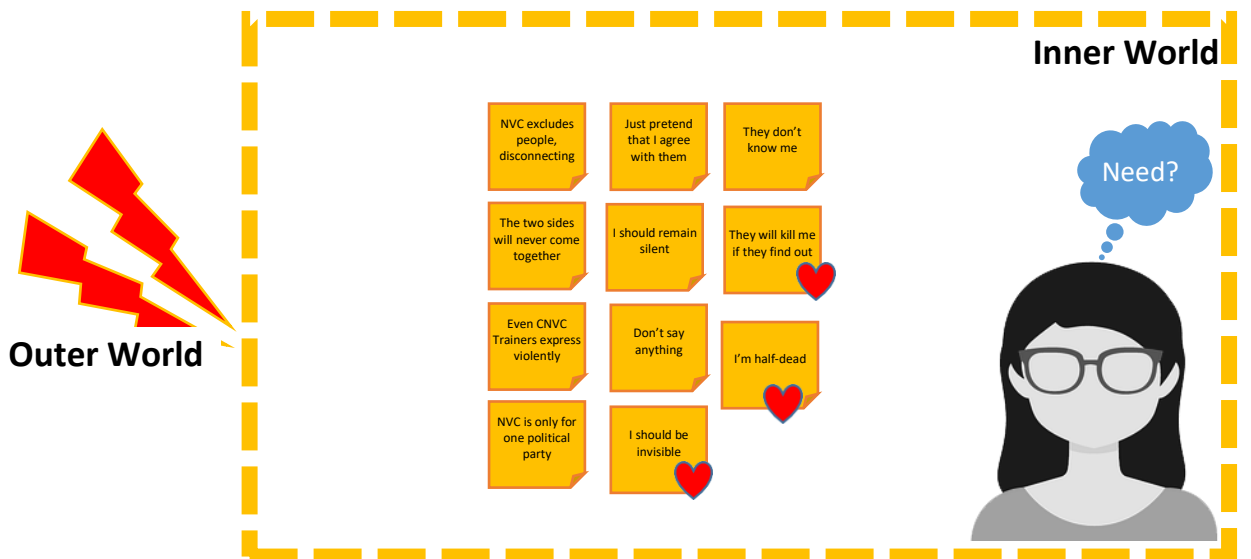 Inner World
NVC excludes
people,
disconnecting
Just pretend
that I agree
with them
They don’t
know me
Need?
The two sides
will never come
together
I should remain
silent
They will kill me
if they find out
Outer World
Even CNVC
Trainers express
violently
Don’t say
anything
I’m half-dead
NVC is only for
one political
party
I should be
invisible